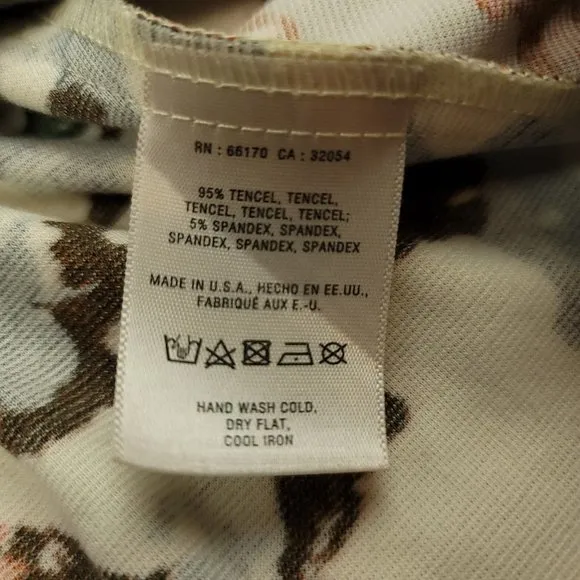 RN : 66170 CA : 32054
95% TENCEL, TENCEL,
TENCEL, TENCEL, TENCEL;
5% SPANDEX, SPANDEX,
SPANDEX, SPANDEX, SPANDEX
MADE IN U.S.A., HECHO EN EE.UU.,
FABRIQUÉ AUX E.-U.
HAND WASH COLD,
DRY FLAT,
COOL IRON